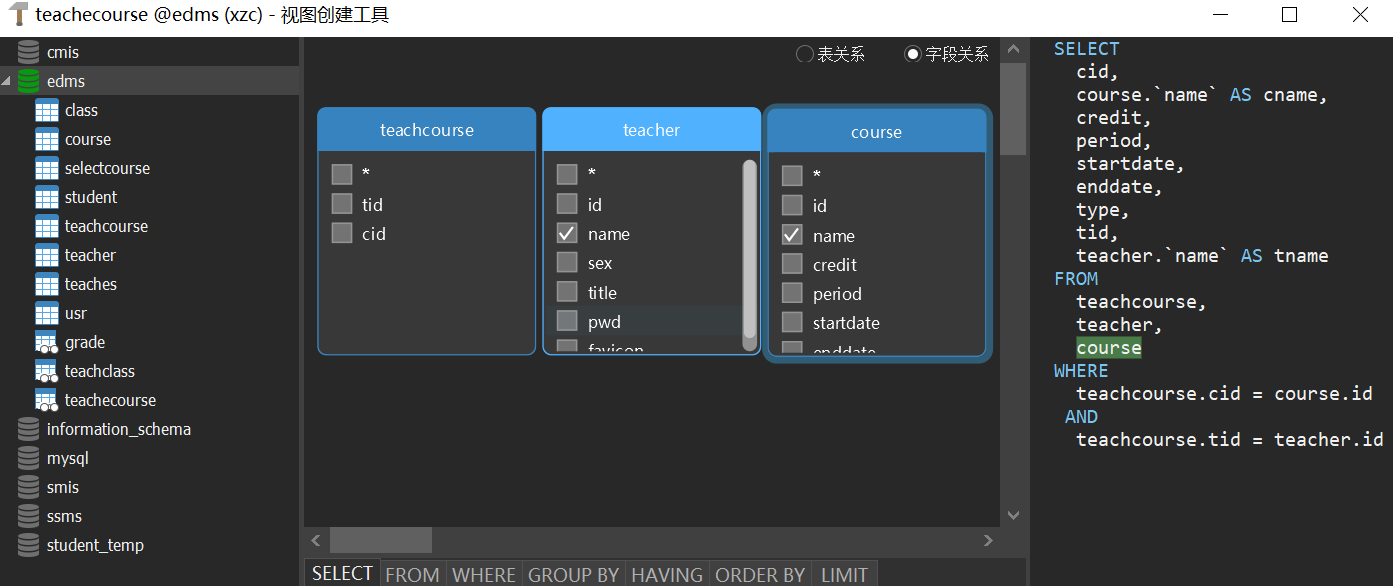 teachecourse @edms (xzc) - 视图创建工具
cmis
edms
class
course
selectcourse
student
teachcourse
teacher
teaches
usr
grade
teachclass
teachecourse
information_schema
mysql
smis
ssms
student_temp
表关系 字段关系
teachcourse
*
tid
cid
teacher
*
id
name
sex
title
pwd
favicon
course
*
id
name
credit
period
startdate
enddate
SELECT FROM WHERE GROUP BY HAVING ORDER BY LIMIT
SELECT
cid,
course.`name` AS cname,
credit,
period,
startdate,
enddate,
type,
tid,
teacher.`name` AS tname
FROM
teachcourse,
teacher,
course
WHERE
teachcourse.cid = course.id
AND
teachcourse.tid = teacher.id